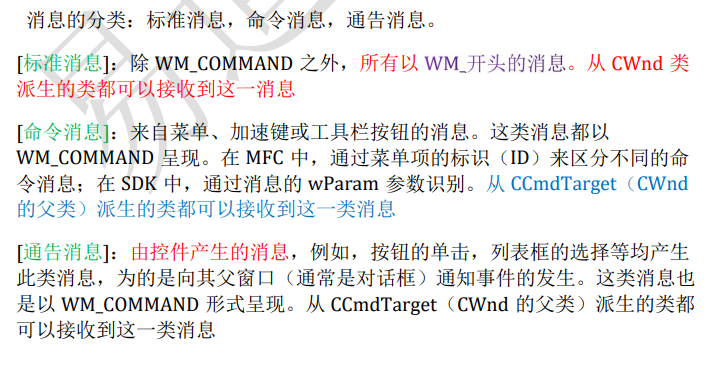 消息的分类：标准消息，命令消息，通告消息。
[标准消息]：除 WM_COMMAND 之外，所有以 WM_开头的消息。从 CWnd 类
派生的类都可以接收到这一消息
[命令消息]：来自菜单、加速键或工具栏按钮的消息。这类消息都以
WM_COMMAND 呈现。在 MFC 中，通过菜单项的标识（ID）来区分不同的命
令消息；在 SDK 中，通过消息的 wParam 参数识别。从 CCmdTarget（CWnd
的父类）派生的类都可以接收到这一类消息
[通告消息]：由控件产生的消息，例如，按钮的单击，列表框的选择等均产生
此类消息，为的是向其父窗口（通常是对话框）通知事件的发生。这类消息也
是以 WM_COMMAND 形式呈现。从 CCmdTarget（CWnd 的父类）派生的类都
可以接收到这一类消息